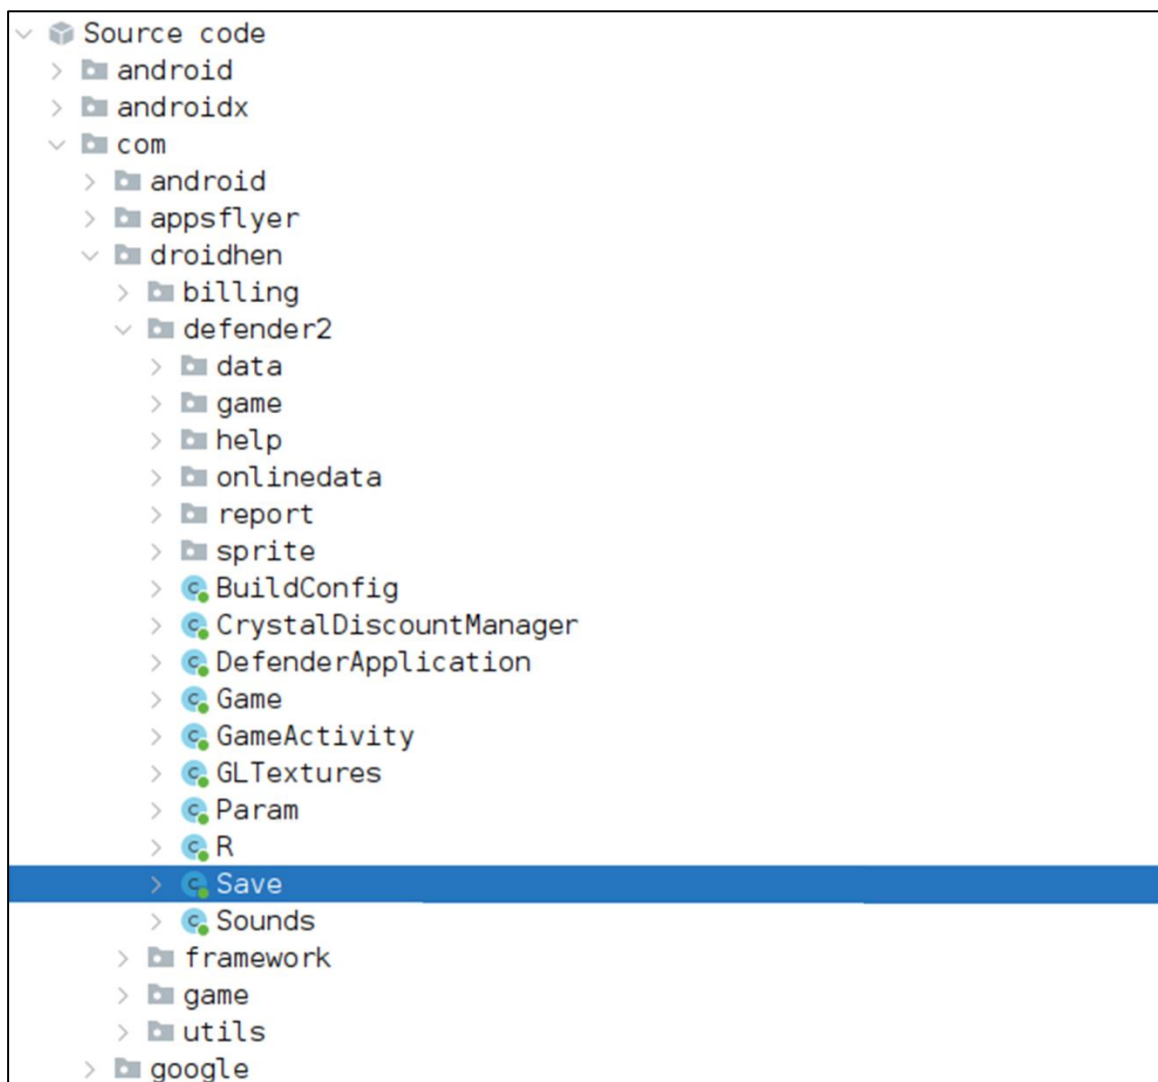 Source code
android
androidx
com
android
appsflyer
droidhen
billing
defender2
data
game
help
onlinedata
report
sprite
BuildConfig
CrystalDiscountManager
DefenderApplication
Game
GameActivity
GLTextures
Param
R
Save
Sounds
framework
game
utils
google